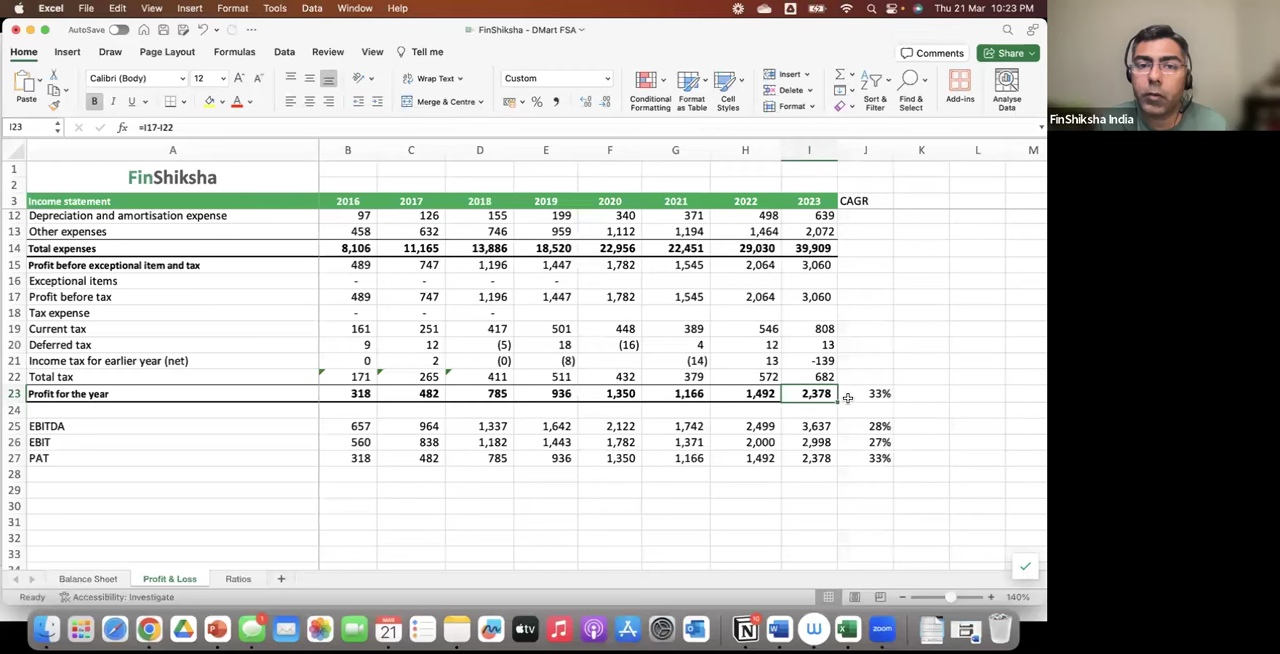 Excel File Edit View Insert Format Tools Data Window Help Thu 21 Mar 10:23 PM
AutoSave FinShiksha - DMart FSA
Home Insert Draw Page Layout Formulas Data Review View Tell me Comments Share
Paste Calibri (Body) 12 Wrap Text Custom Insert
B I U Merge & Centre % Conditional Formatting Format as Table Cell Styles Delete Format Sort & Filter Find & Select Add-ins Analyse Data
FinShiksha India
I23 fx =I17-I22
A B C D E F G H I J K L M
1 FinShiksha
2
3 Income statement 2016 2017 2018 2019 2020 2021 2022 2023 CAGR
12 Depreciation and amortisation expense 97 126 155 199 340 371 498 639
13 Other expenses 458 632 746 959 1,112 1,194 1,464 2,072
14 Total expenses 8,106 11,165 13,886 18,520 22,956 22,451 29,030 39,909
15 Profit before exceptional item and tax 489 747 1,196 1,447 1,782 1,545 2,064 3,060
16 Exceptional items - - - -
17 Profit before tax 489 747 1,196 1,447 1,782 1,545 2,064 3,060
18 Tax expense - - -
19 Current tax 161 251 417 501 448 389 546 808
20 Deferred tax 9 12 (5) 18 (16) 4 12 13
21 Income tax for earlier year (net) 0 2 (0) (8) (14) 13 -139
22 Total tax 171 265 411 511 432 379 572 682
23 Profit for the year 318 482 785 936 1,350 1,166 1,492 2,378 33%
24
25 EBITDA 657 964 1,337 1,642 2,122 1,742 2,499 3,637 28%
26 EBIT 560 838 1,182 1,443 1,782 1,371 2,000 2,998 27%
27 PAT 318 482 785 936 1,350 1,166 1,492 2,378 33%
28
29
30
31
32
33
Balance Sheet Profit & Loss Ratios +
Ready Accessibility: Investigate 140%
MAR 21 tv W X zoom